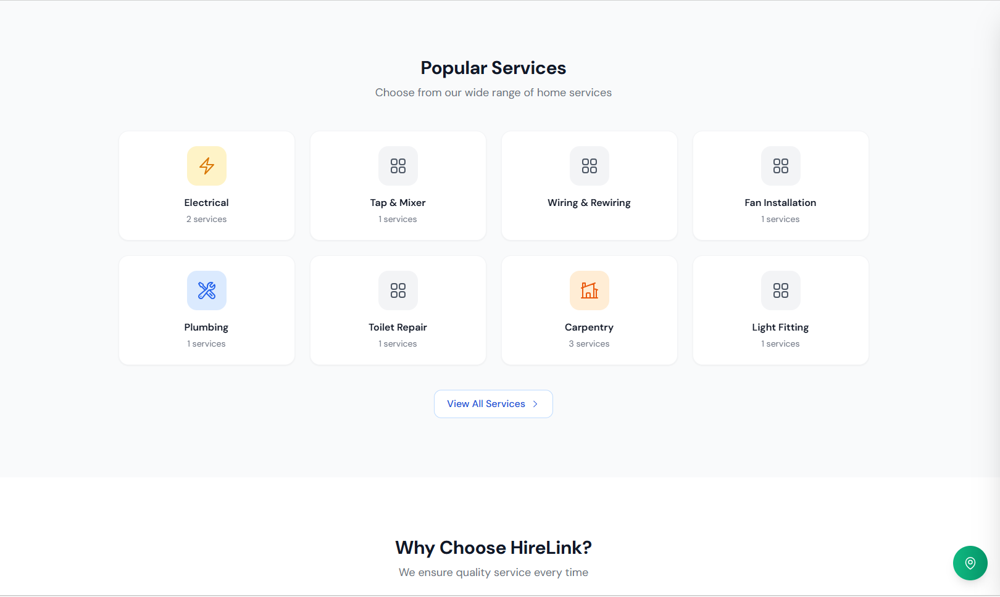 Popular Services
Choose from our wide range of home services
Electrical
2 services
Tap & Mixer
1 services
Wiring & Rewiring
Fan Installation
1 services
Plumbing
1 services
Toilet Repair
1 services
Carpentry
3 services
Light Fitting
1 services
View All Services
Why Choose HireLink?
We ensure quality service every time